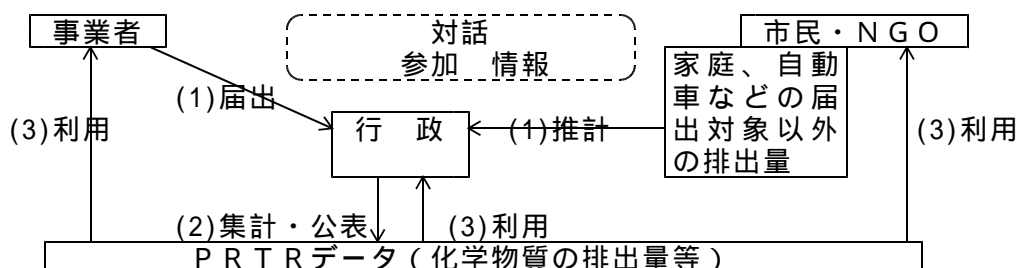 事業者
対話
参加　情報
市民・ＮＧＯ
家庭、自動
車などの届
出対象以外
の排出量
(1)届出
(3)利用
行　政
(1)推計
(3)利用
(2)集計・公表
(3)利用
ＰＲＴＲデータ（化学物質の排出量等）